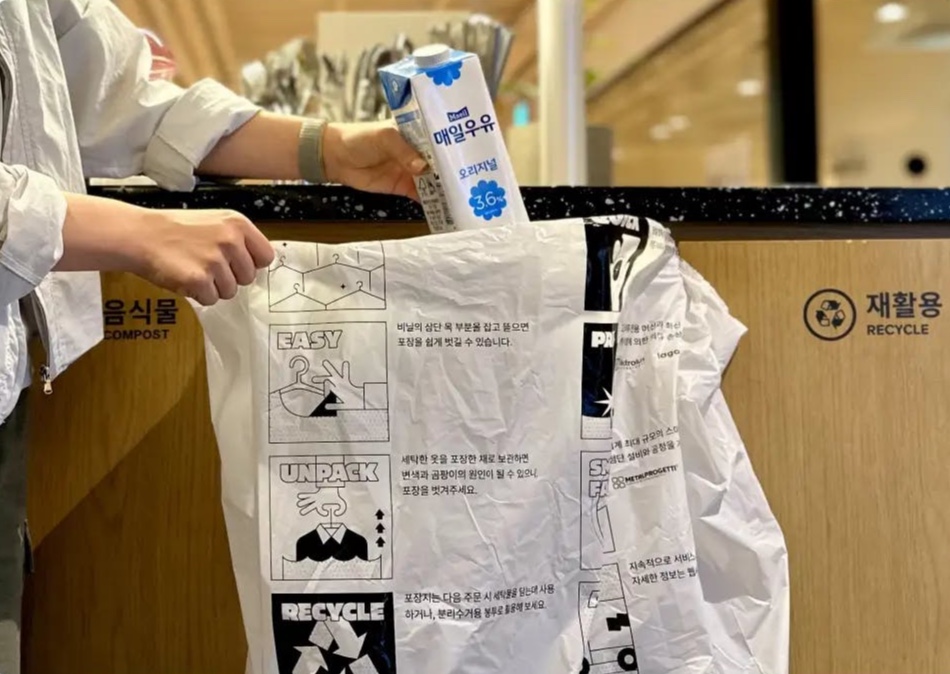 Maeil
매일우유
오리지널
3.6%
음식물
COMPOST
재활용
RECYCLE
EASY
비닐의 상단 목 부분을 잡고 뜯으면
포장을 쉽게 벗길 수 있습니다.
UNPACK
세탁한 옷을 포장한 채로 보관하면
변색과 곰팡이의 원인이 될 수 있으니
포장을 벗겨주세요.
RECYCLE
포장지는 다음 주문 시 세탁물을 담는데 사용
하거나, 분리수거용 봉투로 활용해 보세요.
METALPROGETTI
지속적으로 서비스
자세한 정보는